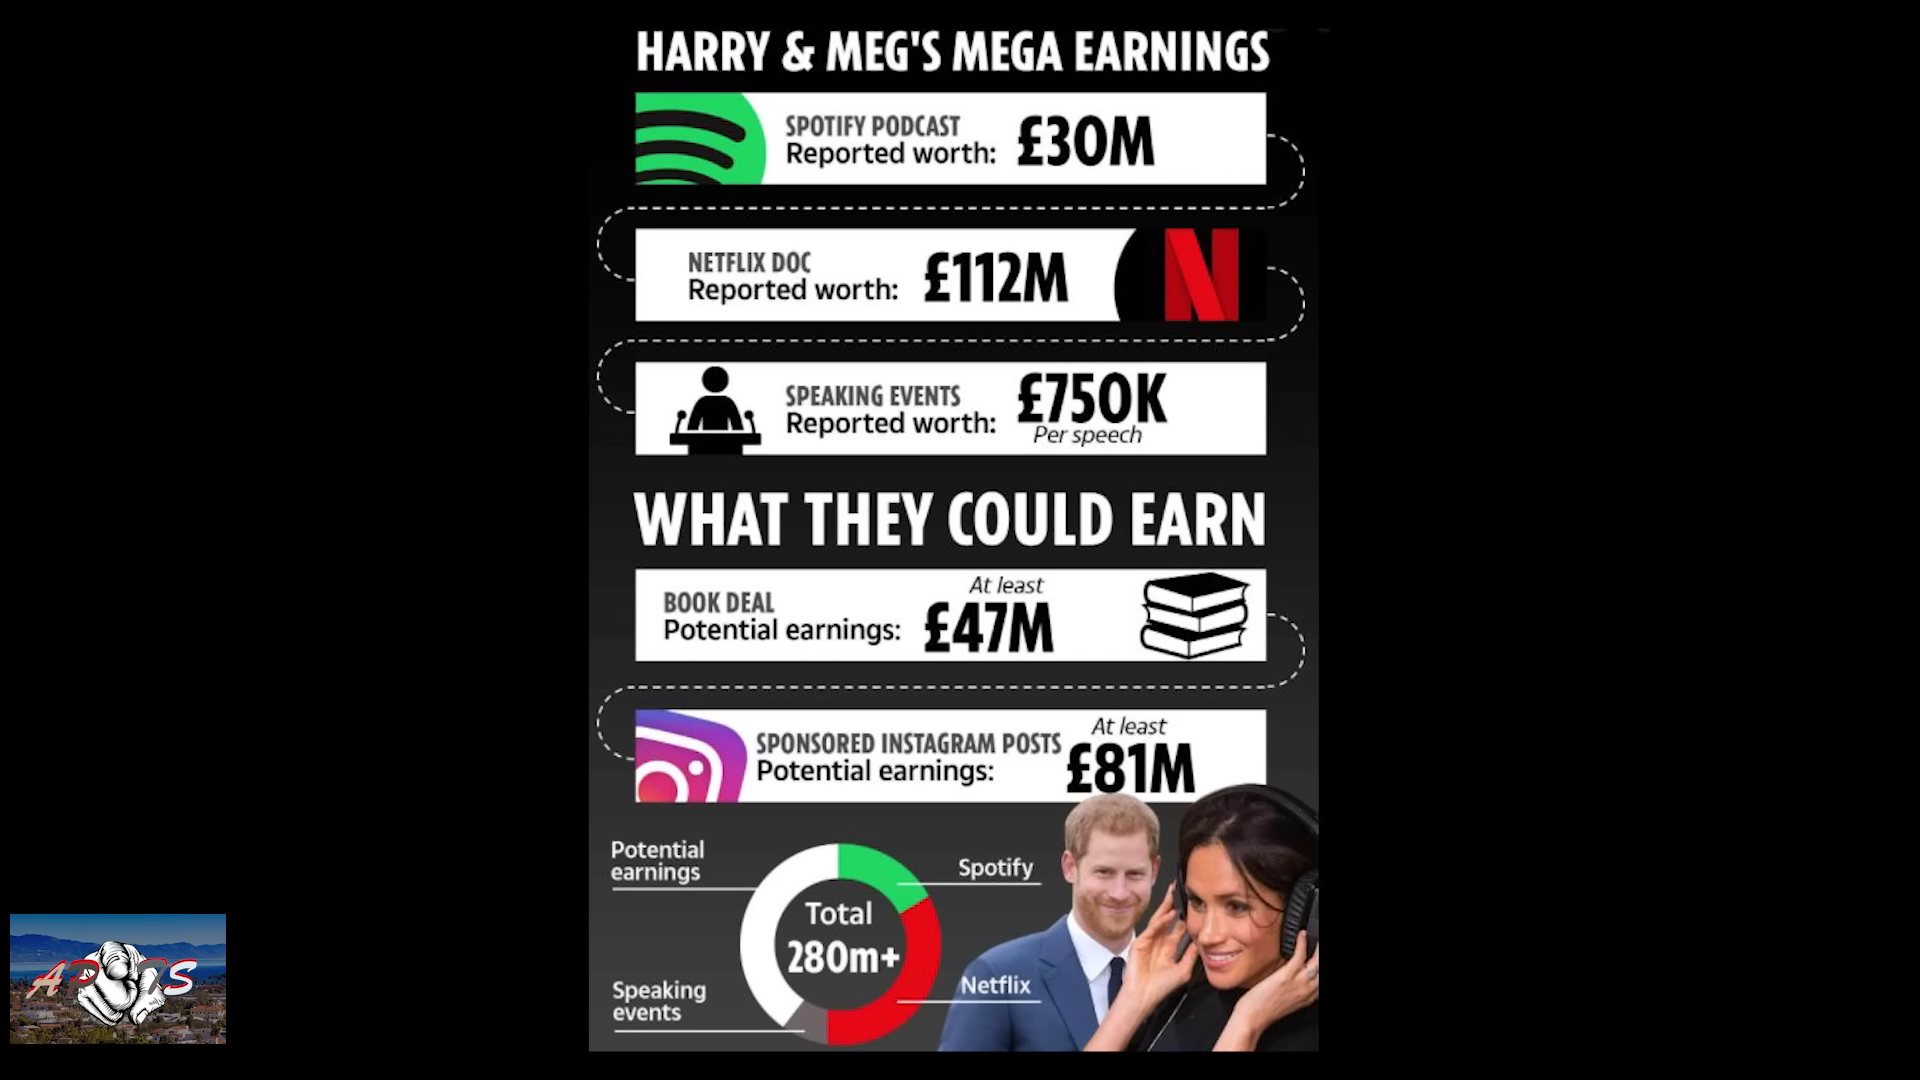 HARRY & MEG'S MEGA EARNINGS
SPOTIFY PODCAST
Reported worth: £30M
NETFLIX DOC
Reported worth: £112M
SPEAKING EVENTS
Reported worth: £750K
Per speech
WHAT THEY COULD EARN
BOOK DEAL
Potential earnings: At least
£47M
SPONSORED INSTAGRAM POSTS
Potential earnings: At least
£81M
Potential
earnings
Spotify
Total
280m+
Netflix
Speaking
events